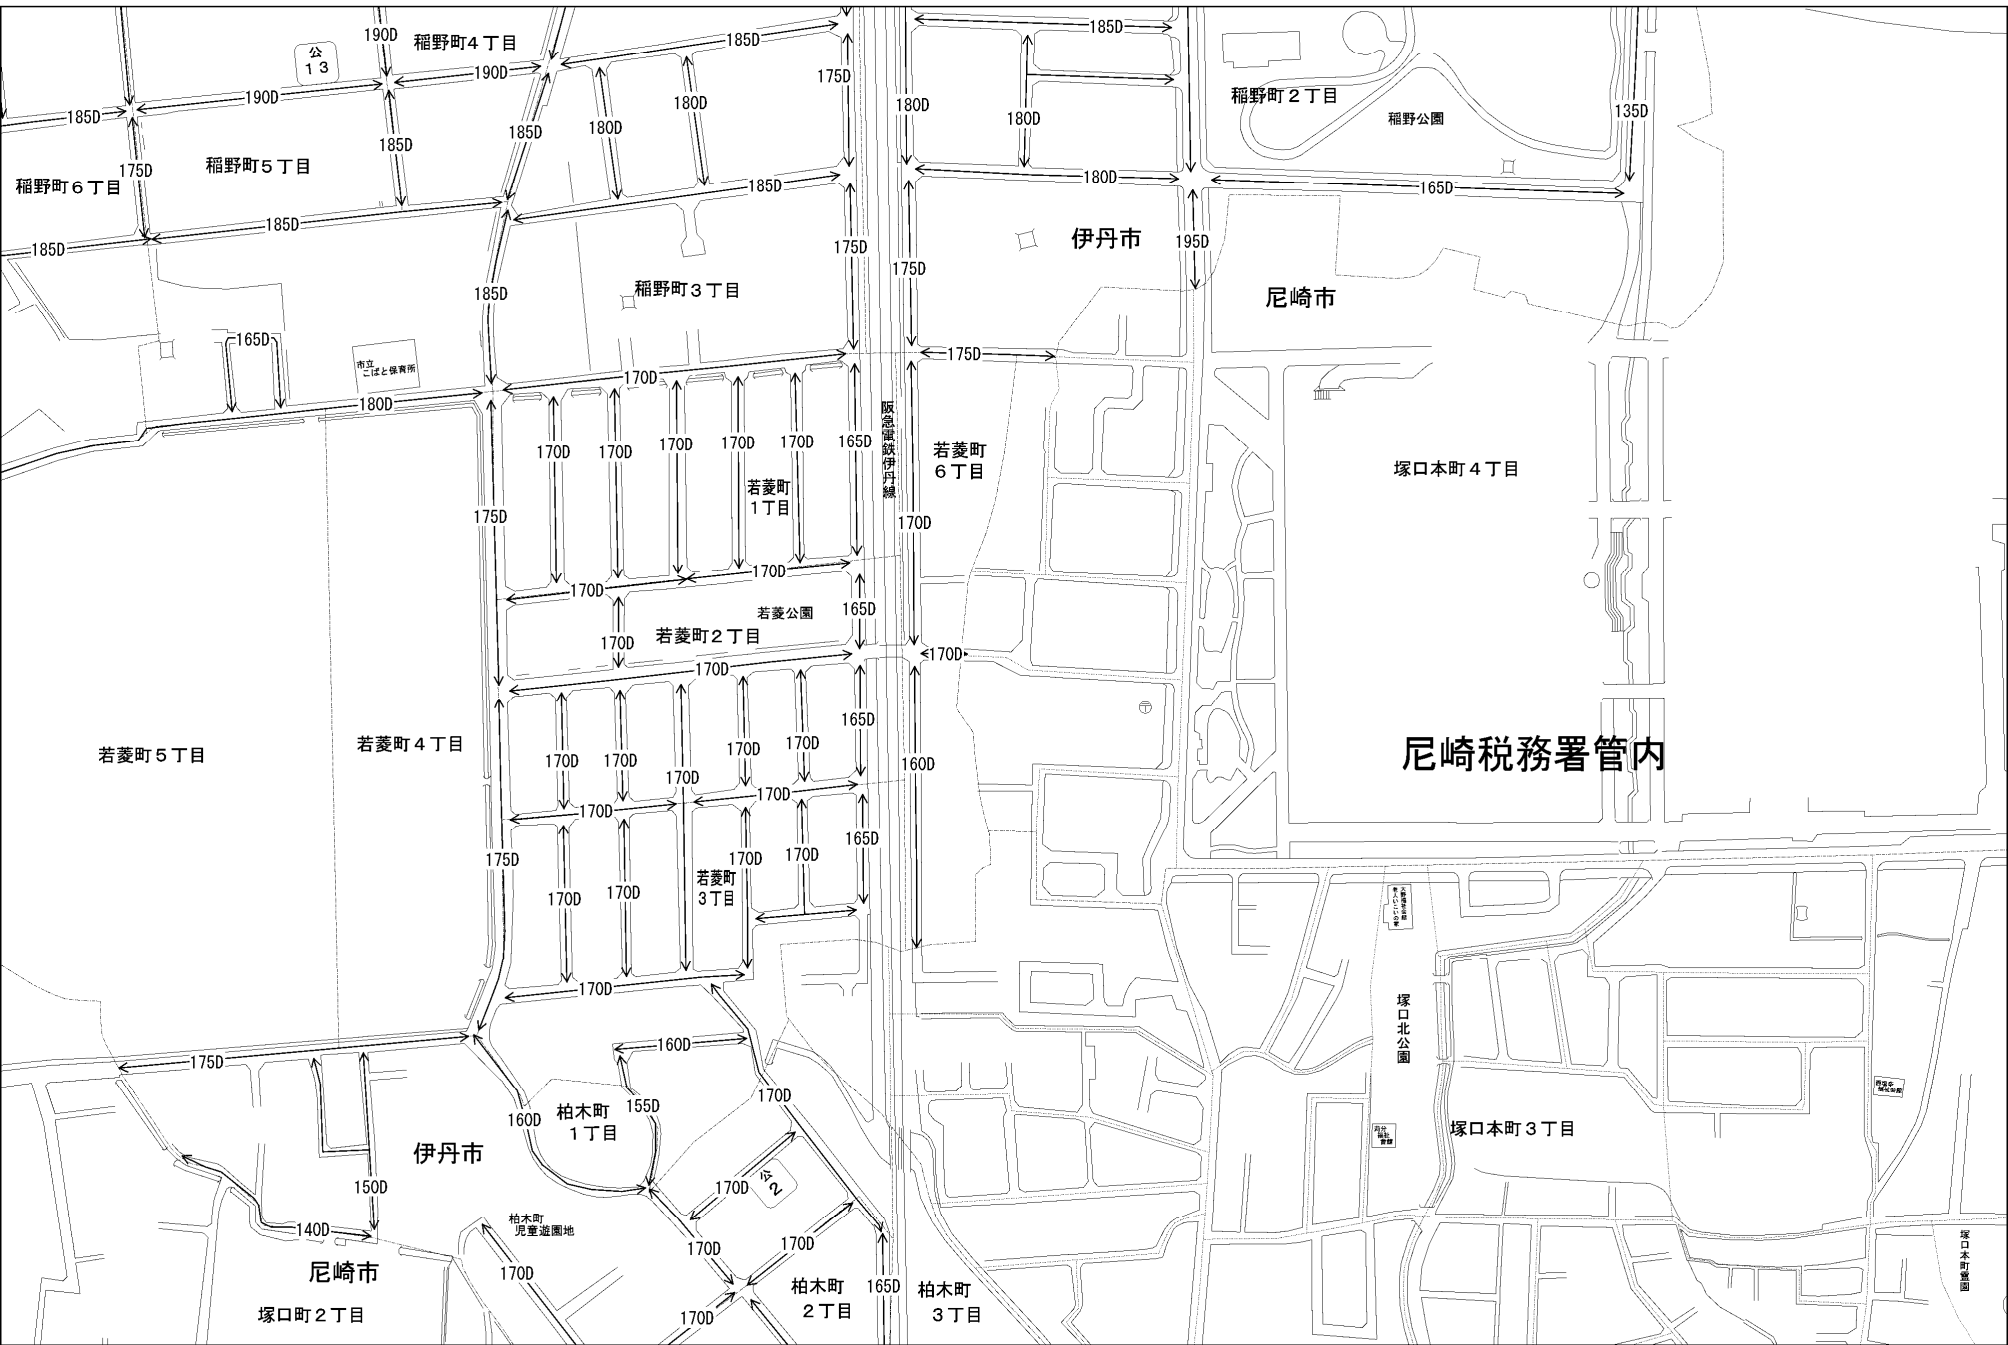 190D
稲野町4丁目
公
13
185D
185D
190D
190D
185D
175D
180D
180D
180D
180D
稲野町2丁目
稲野公園
135D
185D
185D
185D
175D
稲野町5丁目
稲野町6丁目
185D
180D
165D
185D
185D
175D
175D
195D
伊丹市
185D
稲野町3丁目
尼崎市
165D
市立
こばと保育所
170D
175D
180D
阪急電鉄伊丹線
170D
170D
170D
170D
170D
165D
若菱町
6丁目
塚口本町4丁目
若菱町
1丁目
175D
170D
170D
170D
165D
若菱公園
若菱町2丁目
170D
170D
170D
165D
若菱町5丁目
若菱町4丁目
170D
170D
170D
170D
170D
160D
尼崎税務署管内
170D
170D
165D
175D
170D
170D
170D
170D
若菱町
3丁目
170D
塚口北公園
175D
160D
160D
155D
170D
柏木町
1丁目
塚口本町3丁目
伊丹市
150D
170D
公
2
140D
柏木町
児童遊園地
170D
170D
170D
尼崎市
塚口町2丁目
170D
柏木町
2丁目
165D
柏木町
3丁目
塚口本町霊園